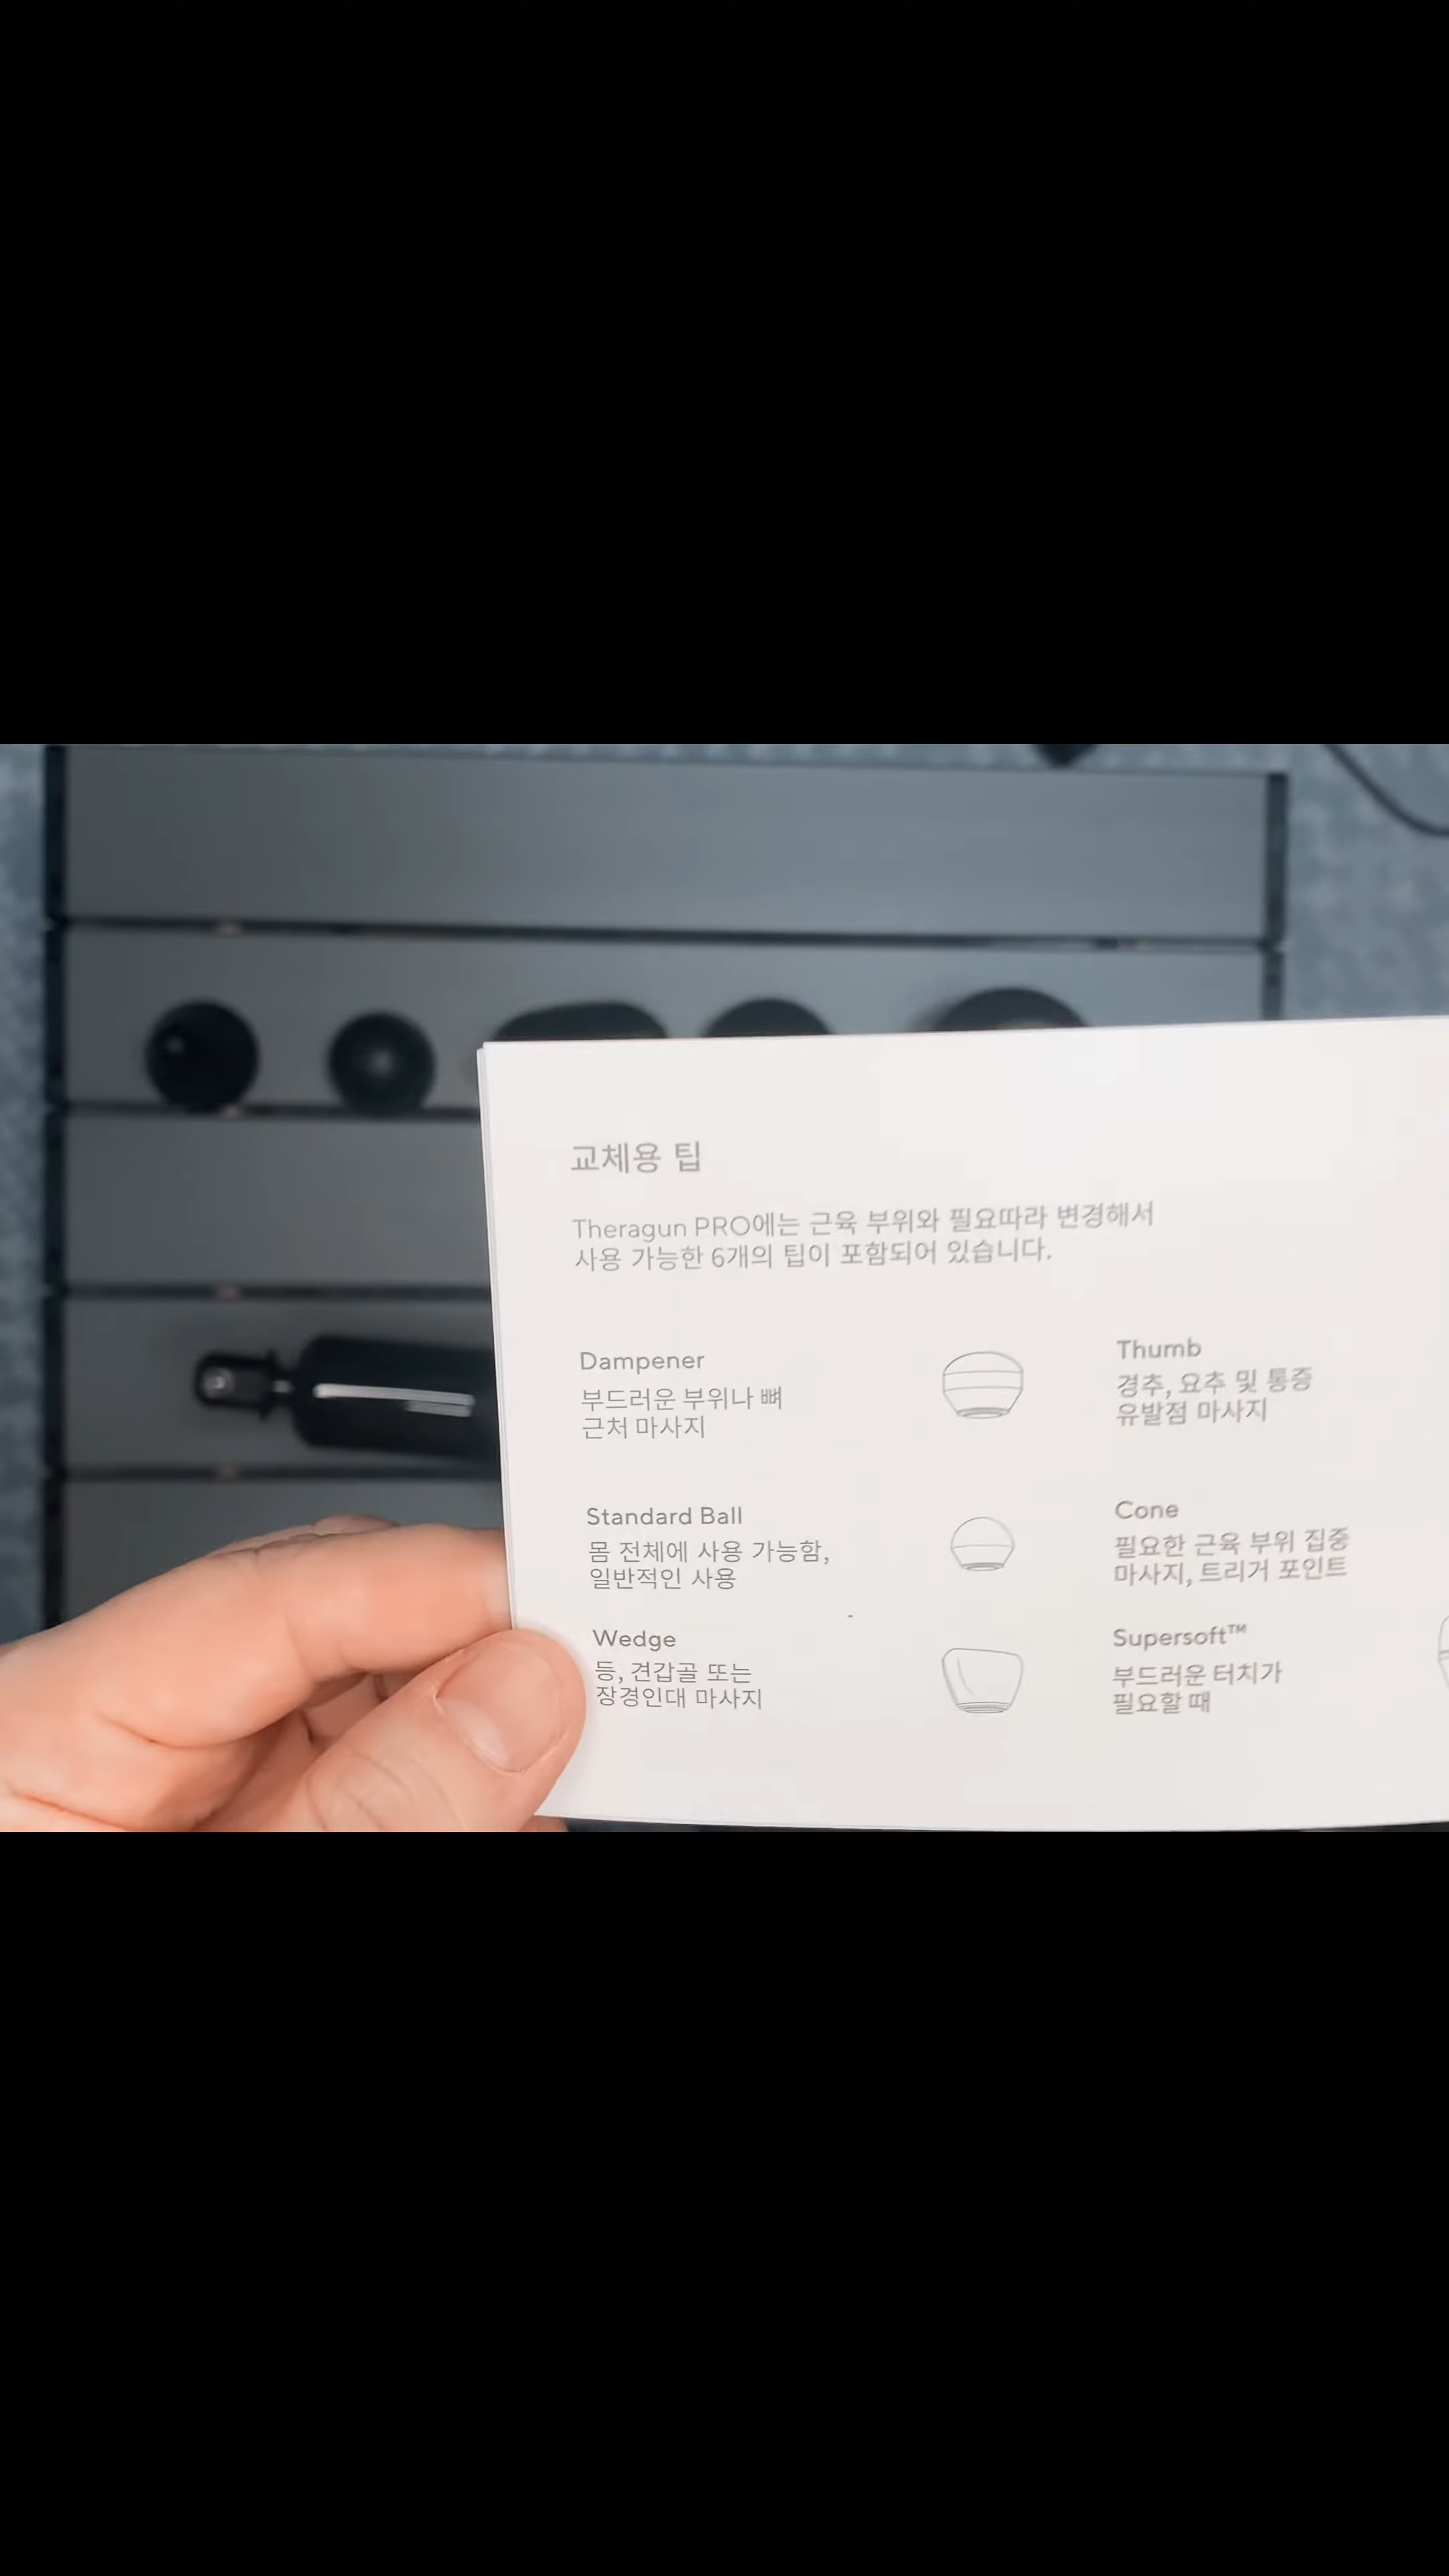 교체용 팁
Theragun PRO에는 근육 부위와 필요따라 변경해서
사용 가능한 6개의 팁이 포함되어 있습니다.
Dampener
부드러운 부위나 뼈
근처 마사지
Standard Ball
몸 전체에 사용 가능함,
일반적인 사용
Wedge
등, 견갑골 또는
장경인대 마사지
Thumb
경추, 요추 및 통증
유발점 마사지
Cone
필요한 근육 부위 집중
마사지, 트리거 포인트
Supersoft™
부드러운 터치가
필요할 때